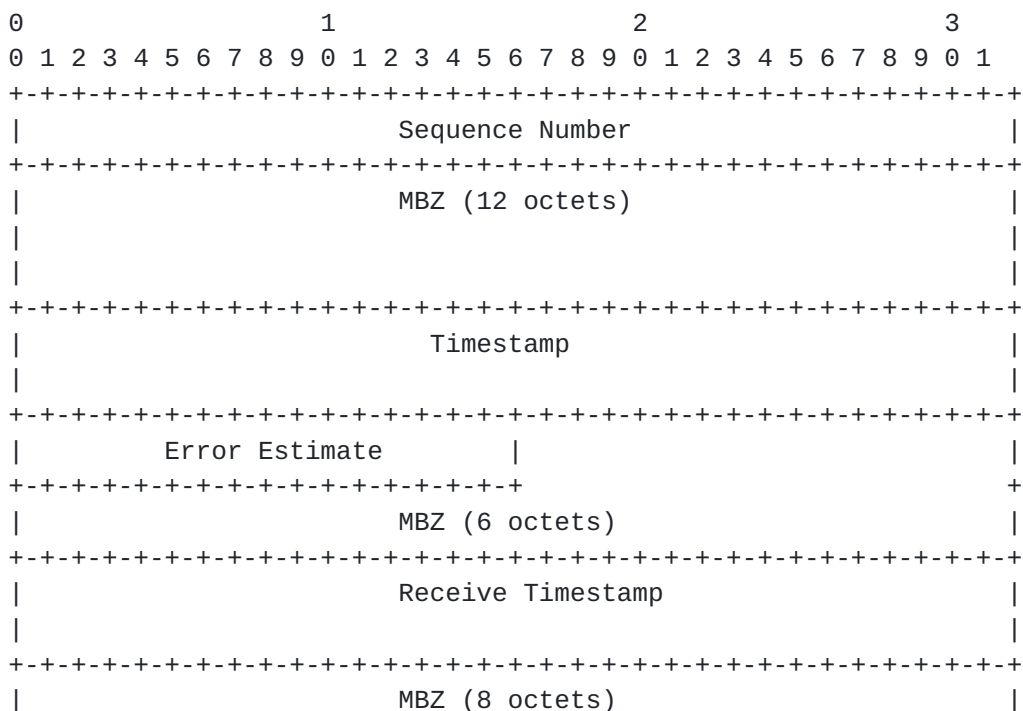 0                   1                   2                   3
0 1 2 3 4 5 6 7 8 9 0 1 2 3 4 5 6 7 8 9 0 1 2 3 4 5 6 7 8 9 0 1
+-+-+-+-+-+-+-+-+-+-+-+-+-+-+-+-+-+-+-+-+-+-+-+-+-+-+-+-+-+-+-+-+
|                        Sequence Number                        |
+-+-+-+-+-+-+-+-+-+-+-+-+-+-+-+-+-+-+-+-+-+-+-+-+-+-+-+-+-+-+-+-+
|                        MBZ (12 octets)                        |
|                                                               |
|                                                               |
+-+-+-+-+-+-+-+-+-+-+-+-+-+-+-+-+-+-+-+-+-+-+-+-+-+-+-+-+-+-+-+-+
|                          Timestamp                            |
|                                                               |
+-+-+-+-+-+-+-+-+-+-+-+-+-+-+-+-+-+-+-+-+-+-+-+-+-+-+-+-+-+-+-+-+
|         Error Estimate        |                               |
+-+-+-+-+-+-+-+-+-+-+-+-+-+-+-+-+                               +
|                        MBZ (6 octets)                         |
+-+-+-+-+-+-+-+-+-+-+-+-+-+-+-+-+-+-+-+-+-+-+-+-+-+-+-+-+-+-+-+-+
|                        Receive Timestamp                      |
|                                                               |
+-+-+-+-+-+-+-+-+-+-+-+-+-+-+-+-+-+-+-+-+-+-+-+-+-+-+-+-+-+-+-+-+
|                        MBZ (8 octets)                         |